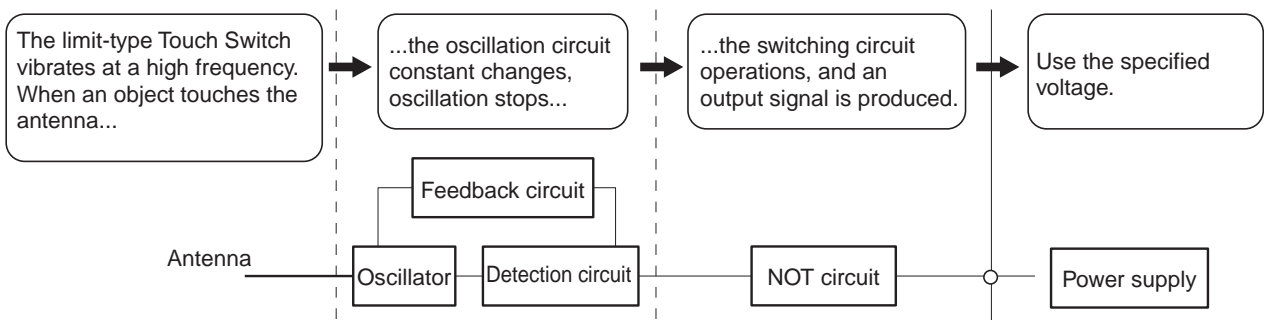 The limit-type Touch Switch
vibrates at a high frequency.
When an object touches the
antenna...
...the oscillation circuit
constant changes,
oscillation stops...
...the switching circuit
operations, and an
output signal is produced.
Use the specified
voltage.
Feedback circuit
Antenna
Oscillator
Detection circuit
NOT circuit
Power supply